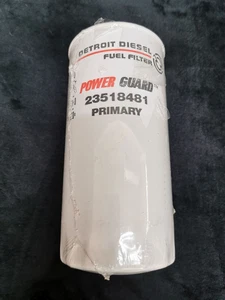 DETROIT DIESEL
FUEL FILTER
POWER GUARD
23518481
PRIMARY